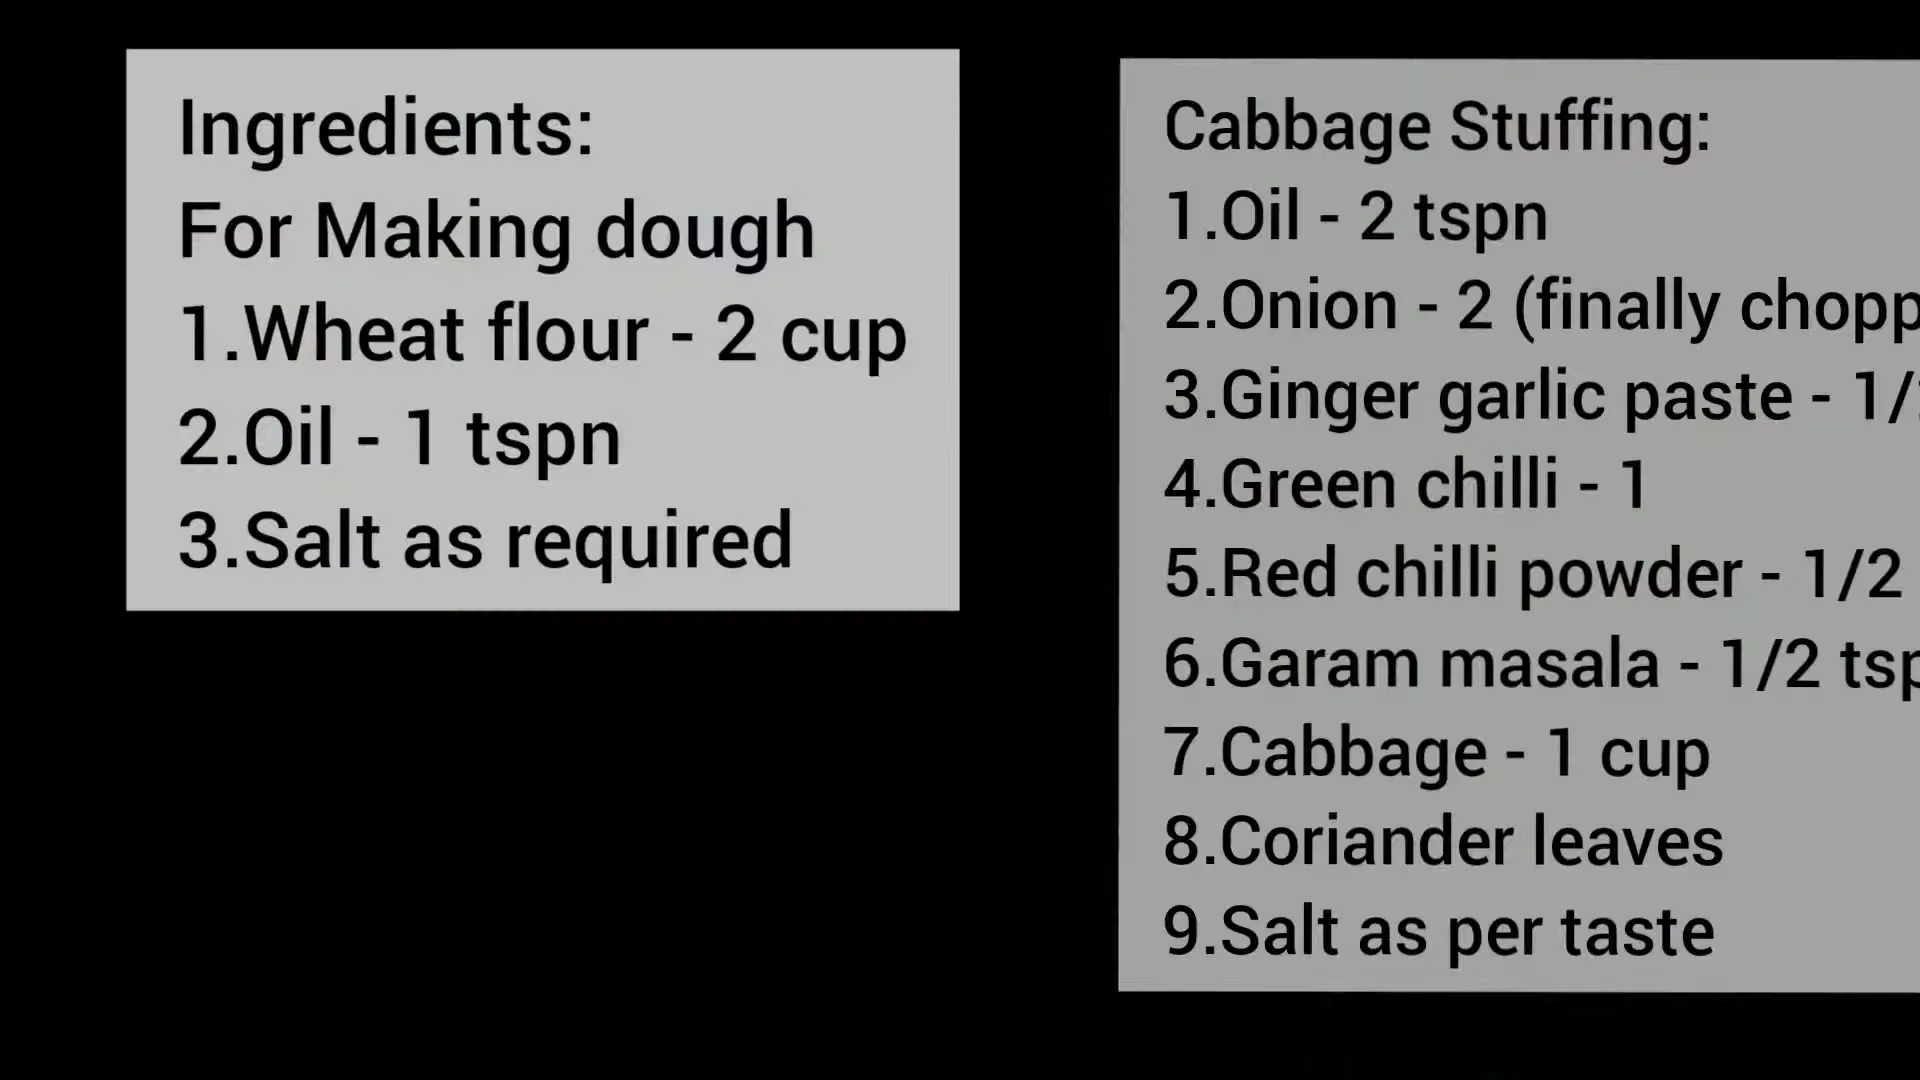 Ingredients:
For Making dough
1.Wheat flour - 2 cup
2.Oil - 1 tspn
3.Salt as required
Cabbage Stuffing:
1.Oil - 2 tspn
2.Onion - 2 (finally
3.Ginger garlic paste -
4.Green chilli - 1
5.Red chilli powder - 1/2
6.Garam masala - 1/2
7.Cabbage - 1 cup
8.Coriander leaves
9.Salt as per taste